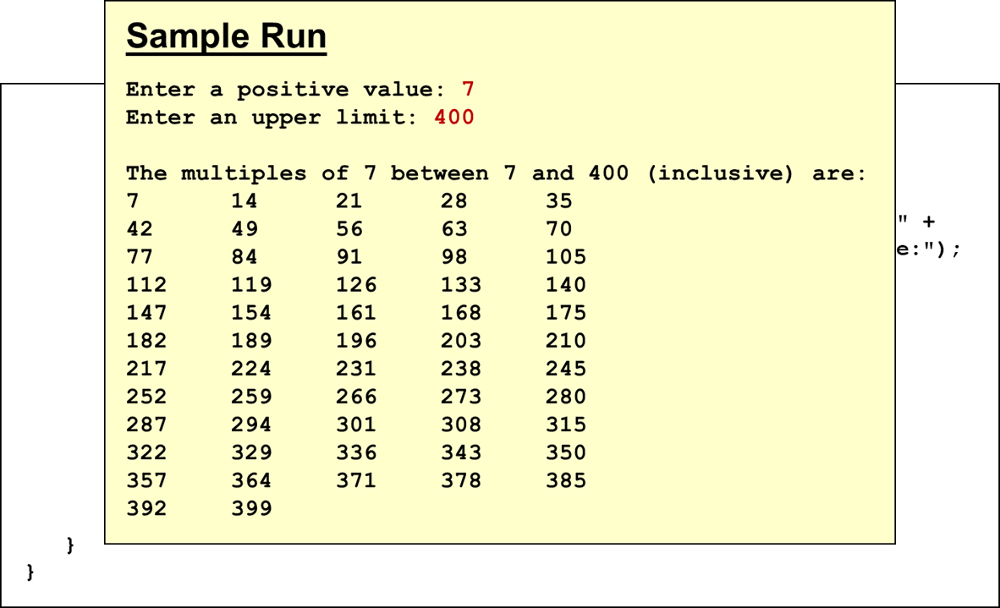 Sample Run
Enter a positive value: 7
Enter an upper limit: 400
The multiples of 7 between 7 and 400 (inclusive) are:
7 14 21 28 35
" +
42 49 56 63 70
e:");
77 84 91 98 105
112 119 126 133 140
147 154 161 168 175
182 189 196 203 210
217 224 231 238 245
252 259 266 273 280
287 294 301 308 315
322 329 336 343 350
357 364 371 378 385
392 399
}
}